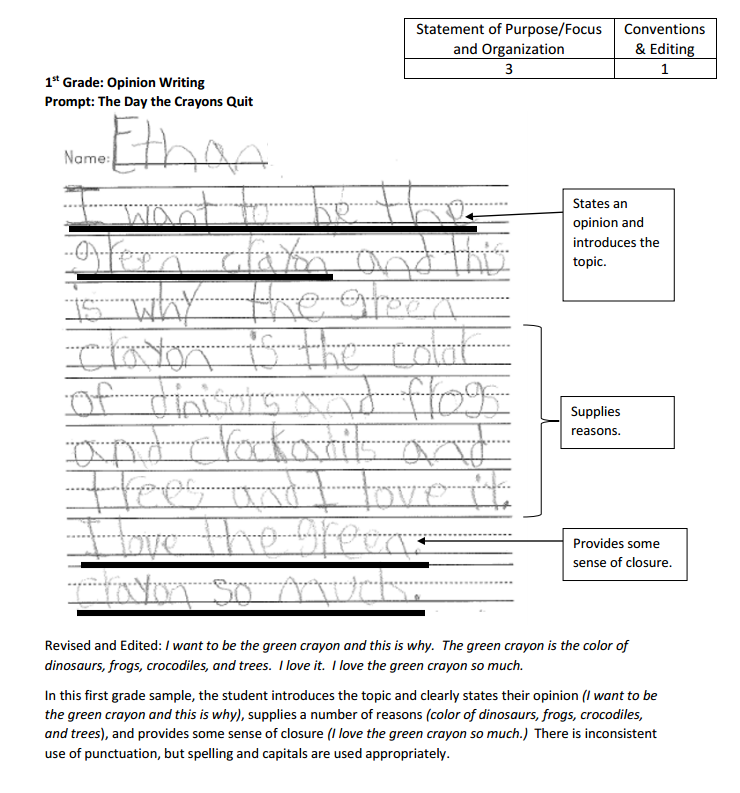 Statement of Purpose/Focus and Organization
Conventions & Editing
3
1
1st Grade: Opinion Writing
Prompt: The Day the Crayons Quit
Name: Ethan
I want to be the
green crayon and this
is why the green
crayon is the colar
of dinisols and frogs
and crockadils and
trees and I love it.
I love the green
crayon so much.
States an opinion and introduces the topic.
Supplies reasons.
Provides some sense of closure.
Revised and Edited: I want to be the green crayon and this is why. The green crayon is the color of
dinosaurs, frogs, crocodiles, and trees. I love it. I love the green crayon so much.
In this first grade sample, the student introduces the topic and clearly states their opinion (I want to be
the green crayon and this is why), supplies a number of reasons (color of dinosaurs, frogs, crocodiles,
and trees), and provides some sense of closure (I love the green crayon so much.) There is inconsistent
use of punctuation, but spelling and capitals are used appropriately.